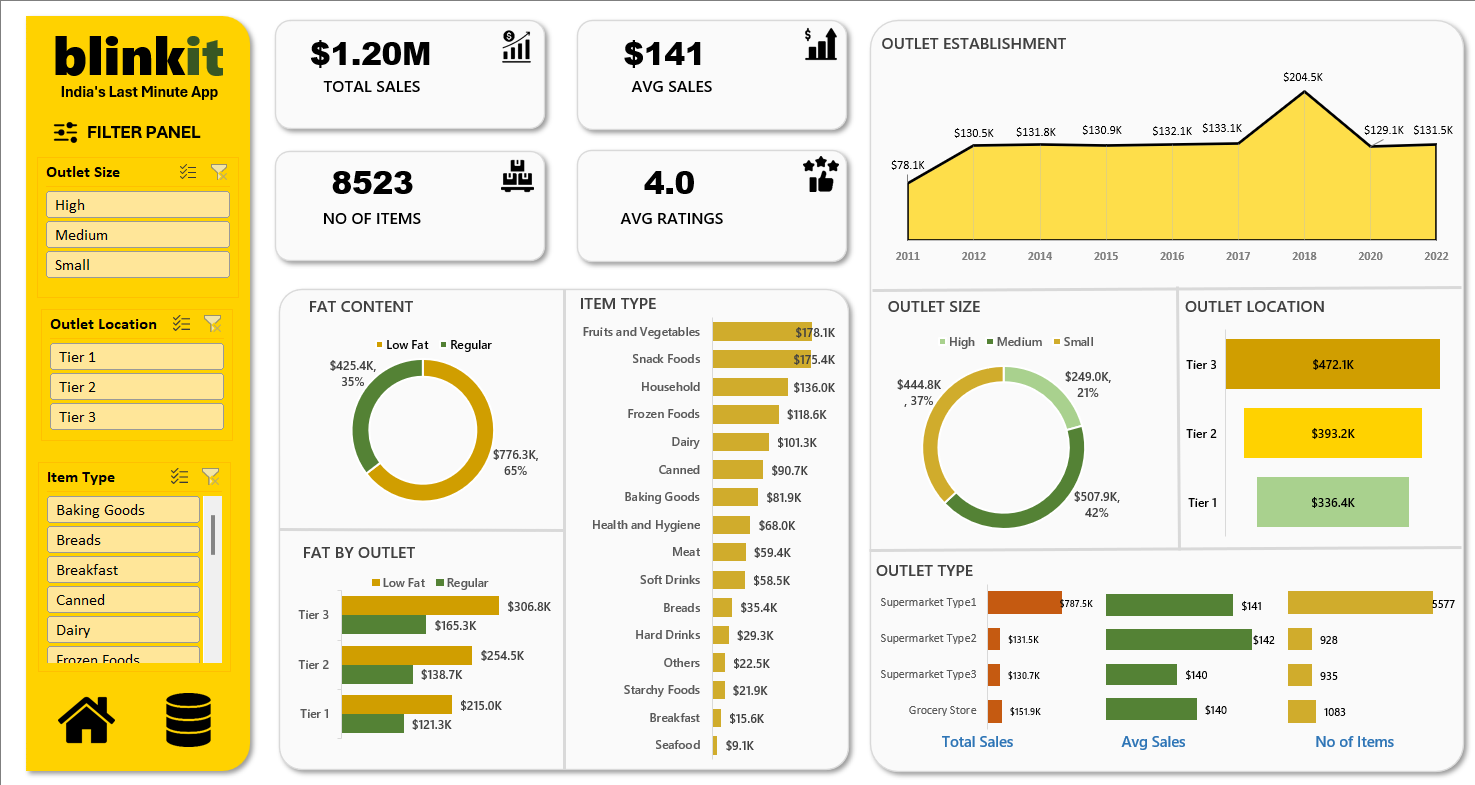 blinkit
India's Last Minute App
FILTER PANEL
Outlet Size
High
Medium
Small
Outlet Location
Tier 1
Tier 2
Tier 3
Item Type
Baking Goods
Breads
Breakfast
Canned
Dairy
Frozen Foods
$1.20M
TOTAL SALES
$
$141
AVG SALES
$
8523
NO OF ITEMS
4.0
AVG RATINGS
FAT CONTENT
Low Fat Regular
$425.4K,
35%
$776.3K,
65%
FAT BY OUTLET
Low Fat Regular
Tier 3 $306.8K
$165.3K
Tier 2 $254.5K
$138.7K
Tier 1 $215.0K
$121.3K
ITEM TYPE
Fruits and Vegetables $178.1K
Snack Foods $175.4K
Household $136.0K
Frozen Foods $118.6K
Dairy $101.3K
Canned $90.7K
Baking Goods $81.9K
Health and Hygiene $68.0K
Meat $59.4K
Soft Drinks $58.5K
Breads $35.4K
Hard Drinks $29.3K
Others $22.5K
Starchy Foods $21.9K
Breakfast $15.6K
Seafood $9.1K
OUTLET ESTABLISHMENT
$78.1K $130.5K $131.8K $130.9K $132.1K $133.1K $204.5K $129.1K $131.5K
2011 2012 2014 2015 2016 2017 2018 2020 2022
OUTLET SIZE
High Medium Small
$444.8K
, 37%
$249.0K,
21%
$507.9K,
42%
OUTLET LOCATION
Tier 3 $472.1K
Tier 2 $393.2K
Tier 1 $336.4K
OUTLET TYPE
Supermarket Type1 $787.5K $141 5577
Supermarket Type2 $131.5K $142 928
Supermarket Type3 $130.7K $140 935
Grocery Store $151.9K $140 1083
Total Sales Avg Sales No of Items